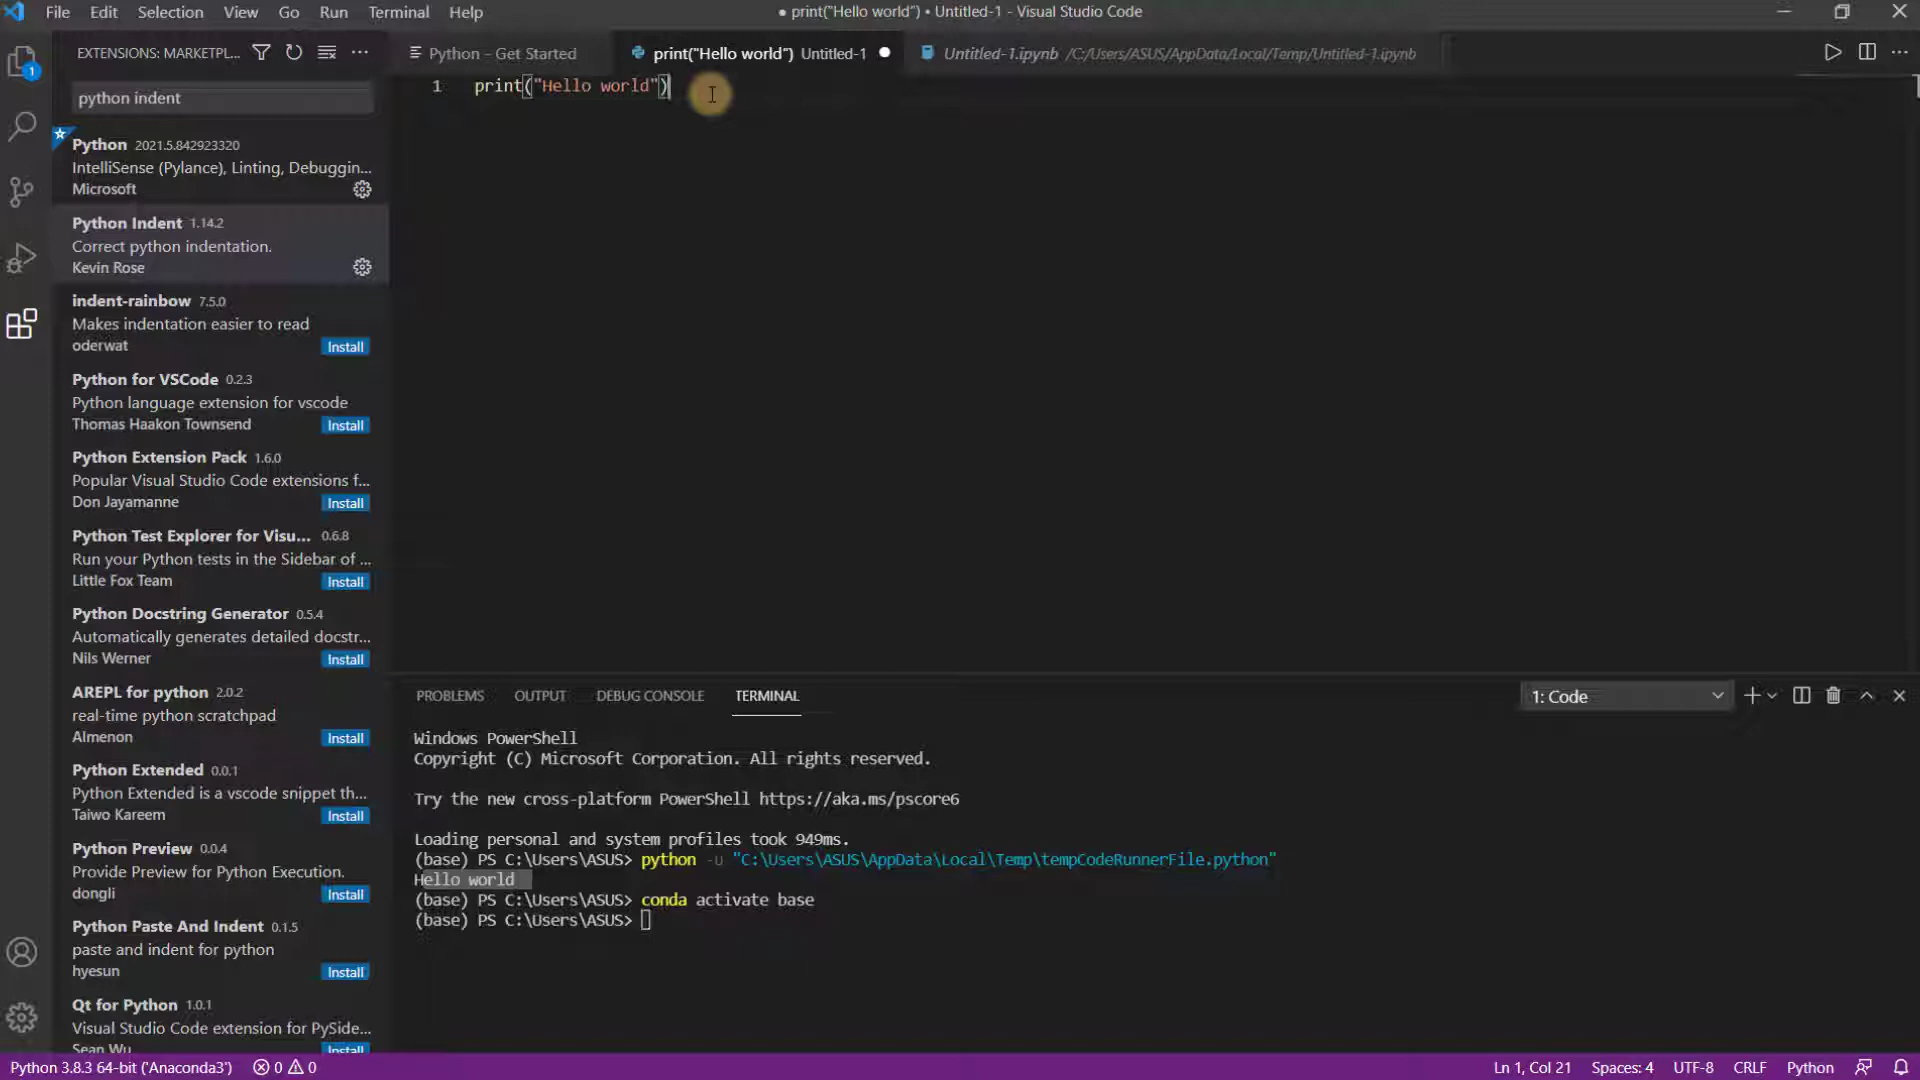 File Edit Selection View Go Run Terminal Help
● print("Hello world") • Untitled-1 - Visual Studio Code
EXTENSIONS: MARKETPL...
Python - Get Started
print("Hello world") Untitled-1 ●
Untitled-1.ipynb /C:/Users/ASUS/AppData/Local/Temp/Untitled-1.ipynb
1
python indent
1 print("Hello world")
Python 2021.5.842923320
IntelliSense (Pylance), Linting, Debuggin...
Microsoft
Python Indent 1.14.2
Correct python indentation.
Kevin Rose
indent-rainbow 7.5.0
Makes indentation easier to read
oderwat Install
Python for VSCode 0.2.3
Python language extension for vscode
Thomas Haakon Townsend Install
Python Extension Pack 1.6.0
Popular Visual Studio Code extensions f...
Don Jayamanne Install
Python Test Explorer for Visu... 0.6.8
Run your Python tests in the Sidebar of ...
Little Fox Team Install
Python Docstring Generator 0.5.4
Automatically generates detailed docstr...
Nils Werner Install
AREPL for python 2.0.2
real-time python scratchpad
Almenon Install
Python Extended 0.0.1
Python Extended is a vscode snippet th...
Taiwo Kareem Install
Python Preview 0.0.4
Provide Preview for Python Execution.
dongli Install
Python Paste And Indent 0.1.5
paste and indent for python
hyesun Install
Qt for Python 1.0.1
Visual Studio Code extension for PySide...
Sean Wu Install
PROBLEMS OUTPUT DEBUG CONSOLE TERMINAL
1: Code
Windows PowerShell
Copyright (C) Microsoft Corporation. All rights reserved.
Try the new cross-platform PowerShell https://aka.ms/pscore6
Loading personal and system profiles took 949ms.
(base) PS C:\Users\ASUS> python -u "C:\Users\ASUS\AppData\Local\Temp\tempCodeRunnerFile.python"
Hello world
(base) PS C:\Users\ASUS> conda activate base
(base) PS C:\Users\ASUS>
Python 3.8.3 64-bit ('Anaconda3') 0 0
Ln 1, Col 21 Spaces: 4 UTF-8 CRLF Python